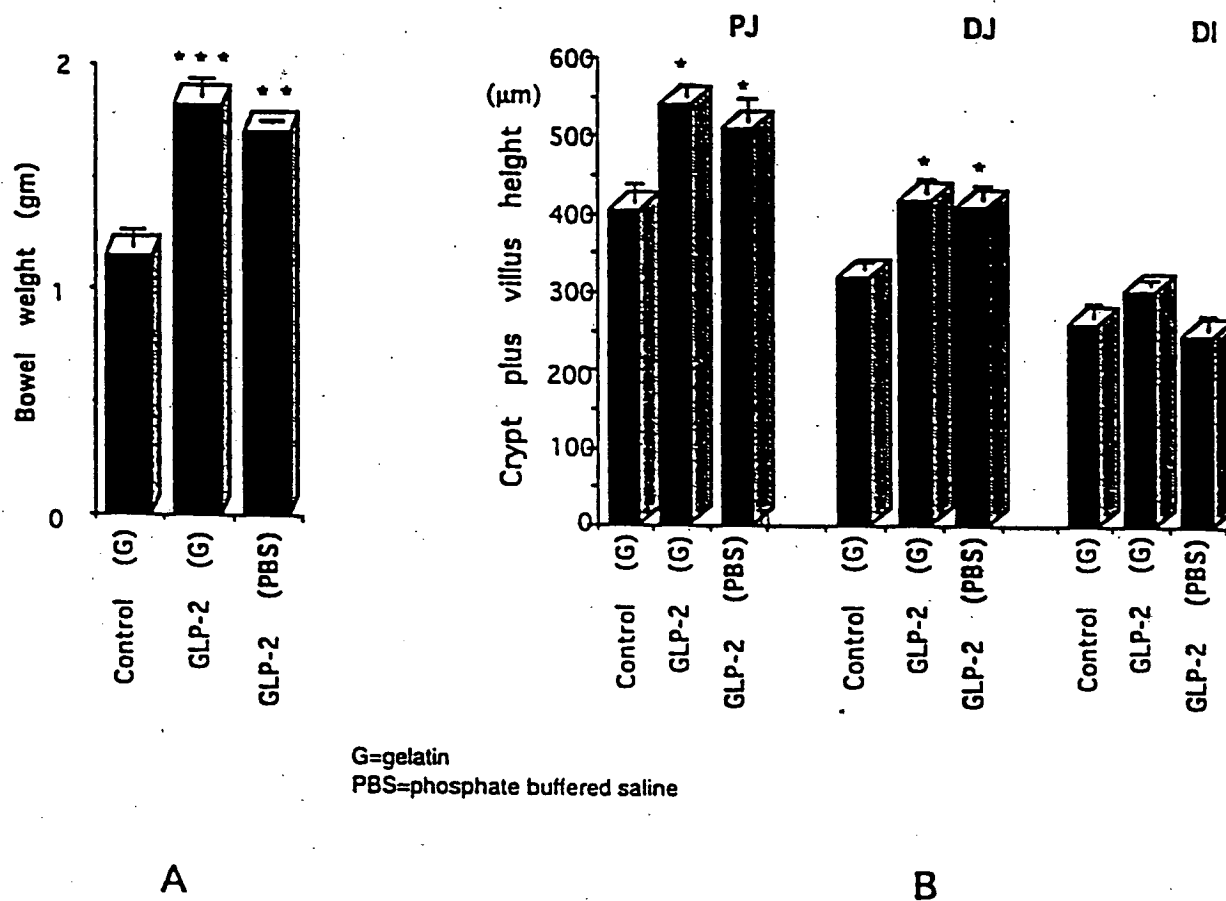 2
1
0
Bowel weight (gm)
* * *
* *
Control (G)
GLP-2 (G)
GLP-2 (PBS)
A
PJ
DJ
DI
(μm)
Crypt plus villus height
600
500
400
300
200
100
0
*
*
*
*
Control (G)
GLP-2 (G)
GLP-2 (PBS)
Control (G)
GLP-2 (G)
GLP-2 (PBS)
Control (G)
GLP-2 (G)
GLP-2 (PBS)
G=gelatin
PBS=phosphate buffered saline
B